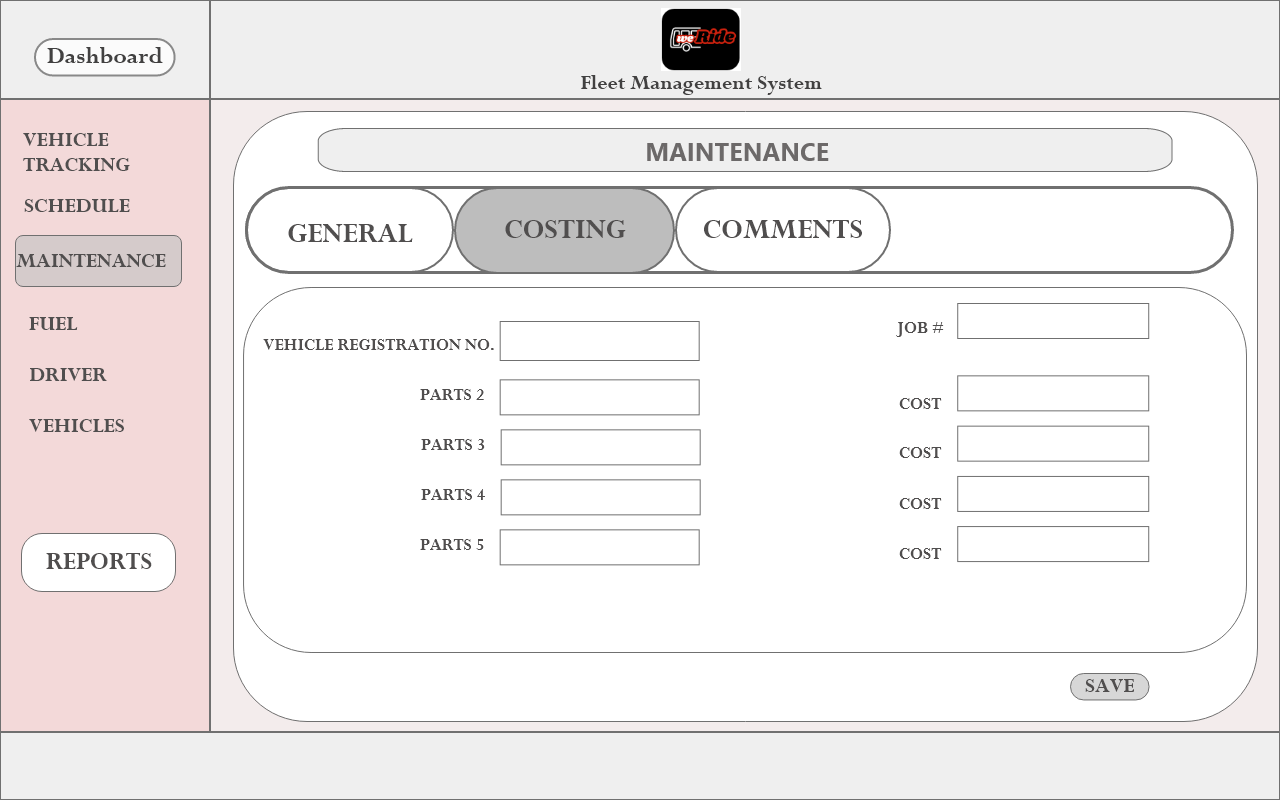 Dashboard
weRide
Fleet Management System
VEHICLE
TRACKING
SCHEDULE
MAINTENANCE
FUEL
DRIVER
VEHICLES
REPORTS
MAINTENANCE
GENERAL COSTING COMMENTS
VEHICLE REGISTRATION NO. JOB #
PARTS 2 COST
PARTS 3 COST
PARTS 4 COST
PARTS 5 COST
SAVE